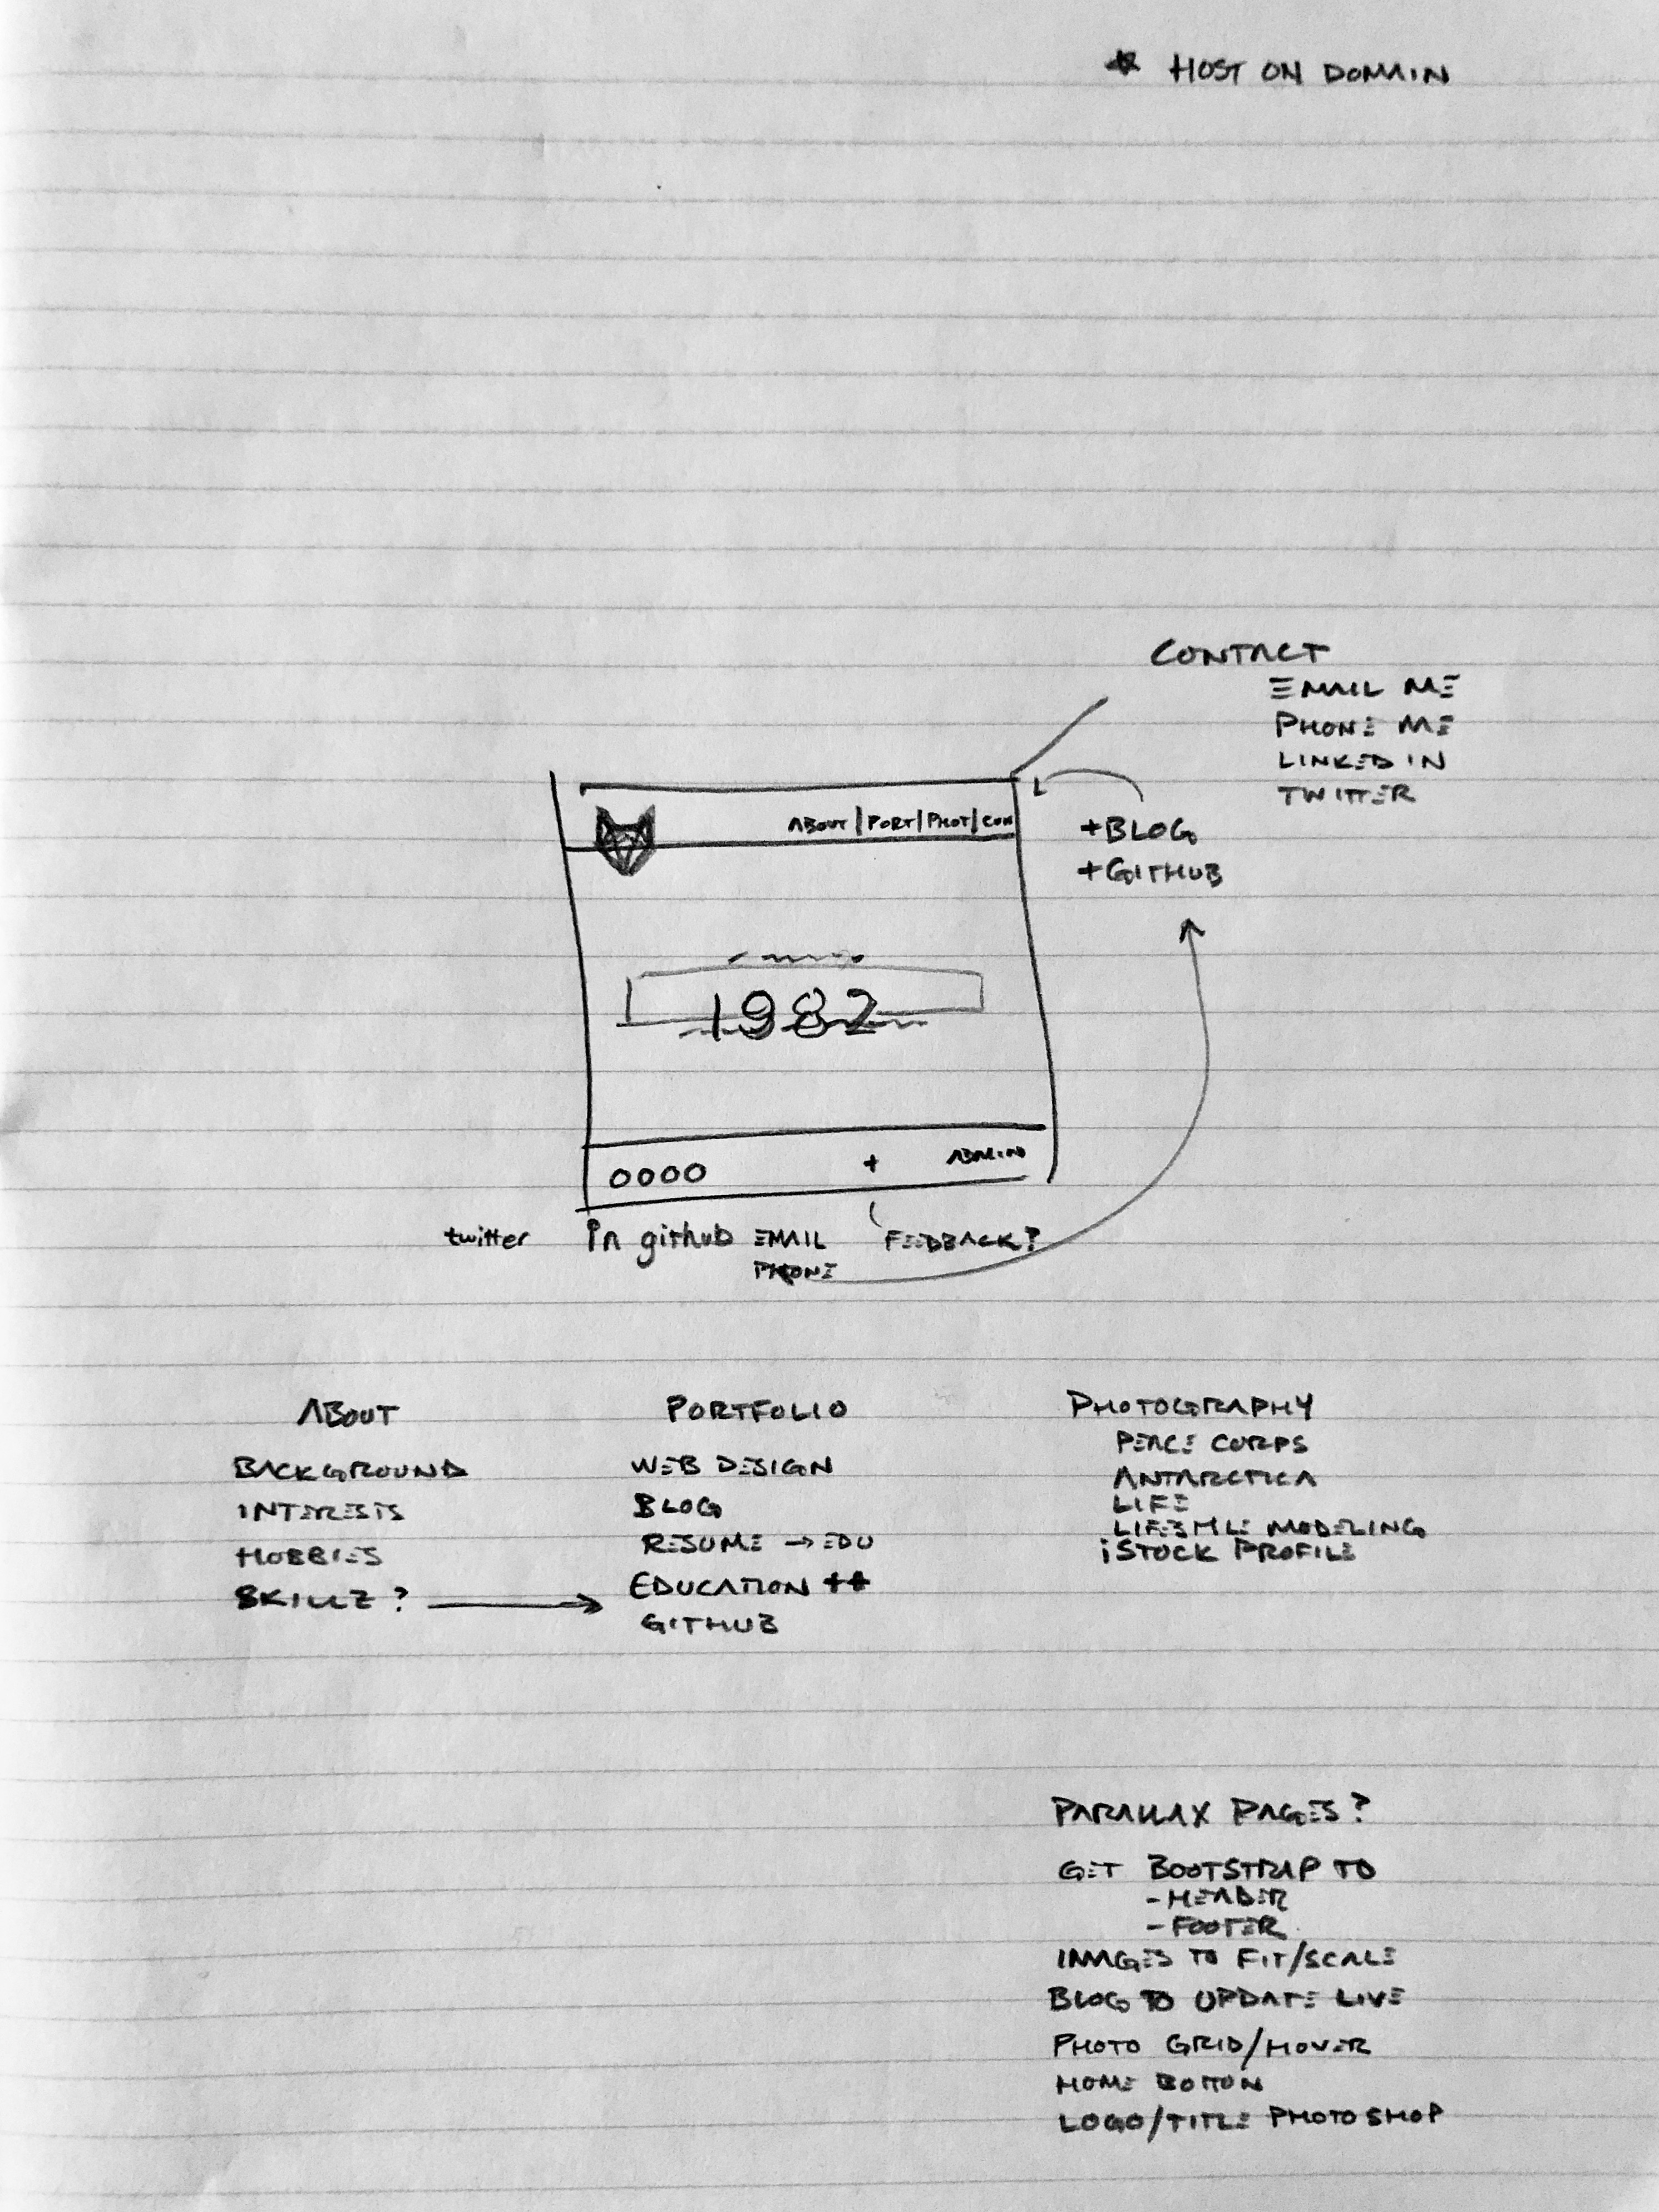 ★ HOST ON DOMAIN
CONTACT
EMAIL ME
PHONE ME
LINKED IN
TWITTER
+BLOG
+GITHUB
ABOUT | PORT | PHOT | CON
1982
0000 + ADMIN
twitter in github EMAIL FEEDBACK?
PHONE
ABOUT
BACKGROUND
INTERESTS
HOBBIES
SKILLZ? →
PORTFOLIO
WEB DESIGN
BLOG
RESUME → EDU
EDUCATION ++
GITHUB
PHOTOGRAPHY
PEACE CORPS
ANTARCTICA
LIFE
LIFESTYLE MODELING
iSTOCK PROFILE
PARALLAX PAGES?
GET BOOTSTRAP TO
- HEADER
- FOOTER
IMAGES TO FIT/SCALE
BLOG TO UPDATE LIVE
PHOTO GRID/HOVER
HOME BOTTON
LOGO/TITLE PHOTOSHOP